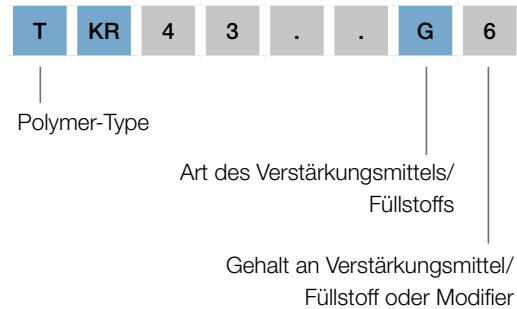 T KR 4 3 . . G 6
Polymer-Type
Art des Verstärkungsmittels/
Füllstoffs
Gehalt an Verstärkungsmittel/
Füllstoff oder Modifier